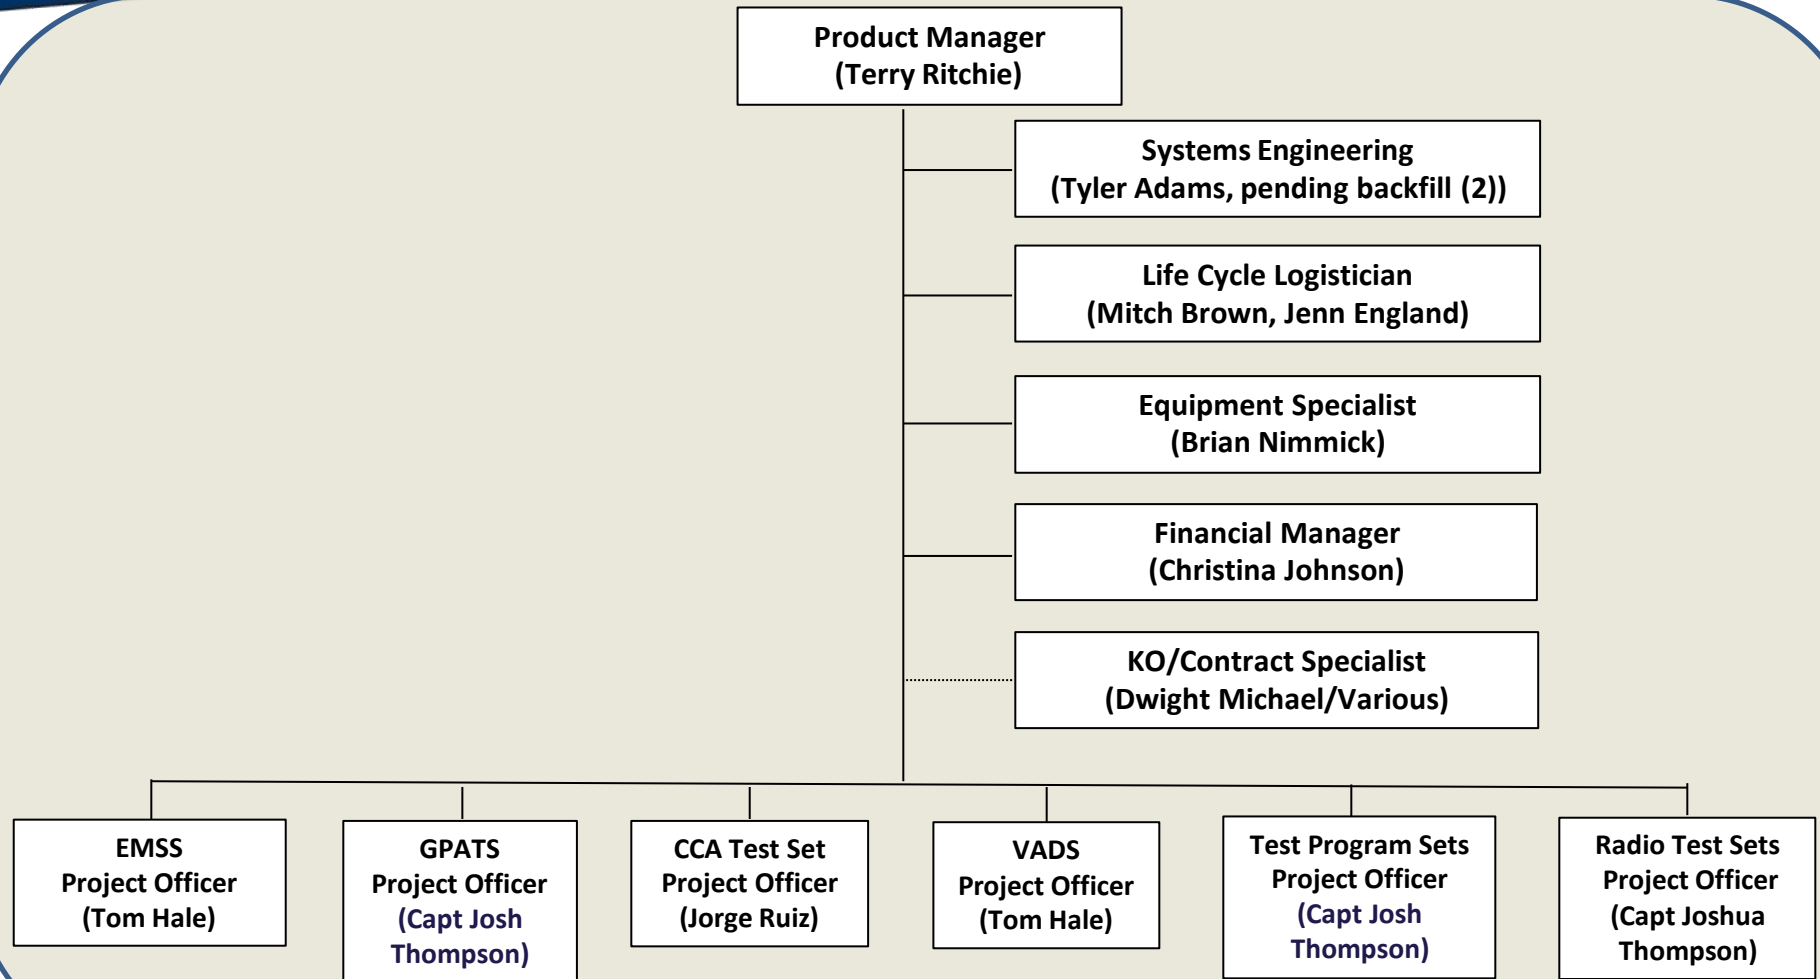 Product Manager
(Terry Ritchie)
Systems Engineering
(Tyler Adams, pending backfill (2))
Life Cycle Logistician
(Mitch Brown, Jenn England)
Equipment Specialist
(Brian Nimmick)
Financial Manager
(Christina Johnson)
KO/Contract Specialist
(Dwight Michael/Various)
EMSS
Project Officer
(Tom Hale)
GPATS
Project Officer
(Capt Josh
Thompson)
CCA Test Set
Project Officer
(Jorge Ruiz)
VADS
Project Officer
(Tom Hale)
Test Program Sets
Project Officer
(Capt Josh
Thompson)
Radio Test Sets
Project Officer
(Capt Joshua
Thompson)